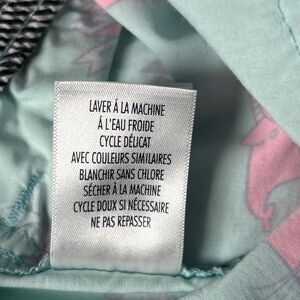 LAVER Á LA MACHINE
Á L'EAU FROIDE
CYCLE DÉLICAT
AVEC COULEURS SIMILAIRES
BLANCHIR SANS CHLORE
SÉCHER Á LA MACHINE
CYCLE DOUX SI NÉCESSAIRE
NE PAS REPASSER